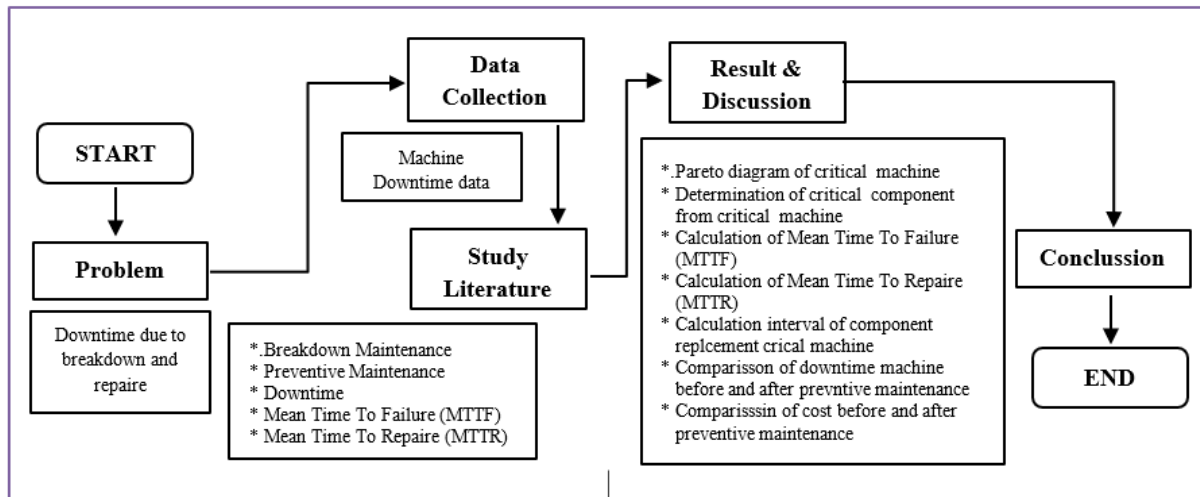 START
Problem
Downtime due to
breakdown and
repaire
Data
Collection
Machine
Downtime data
Study
Literature
*.Breakdown Maintenance
* Preventive Maintenance
* Downtime
* Mean Time To Failure (MTTF)
* Mean Time To Repaire (MTTR)
Result &
Discussion
*.Pareto diagram of critical machine
* Determination of critical component
from critical machine
* Calculation of Mean Time To Failure
(MTTF)
* Calculation of Mean Time To Repaire
(MTTR)
* Calculation interval of component
replcement crical machine
* Comparisson of downtime machine
before and after prevntive maintenance
* Comparisssin of cost before and after
preventive maintenance
Conclussion
END